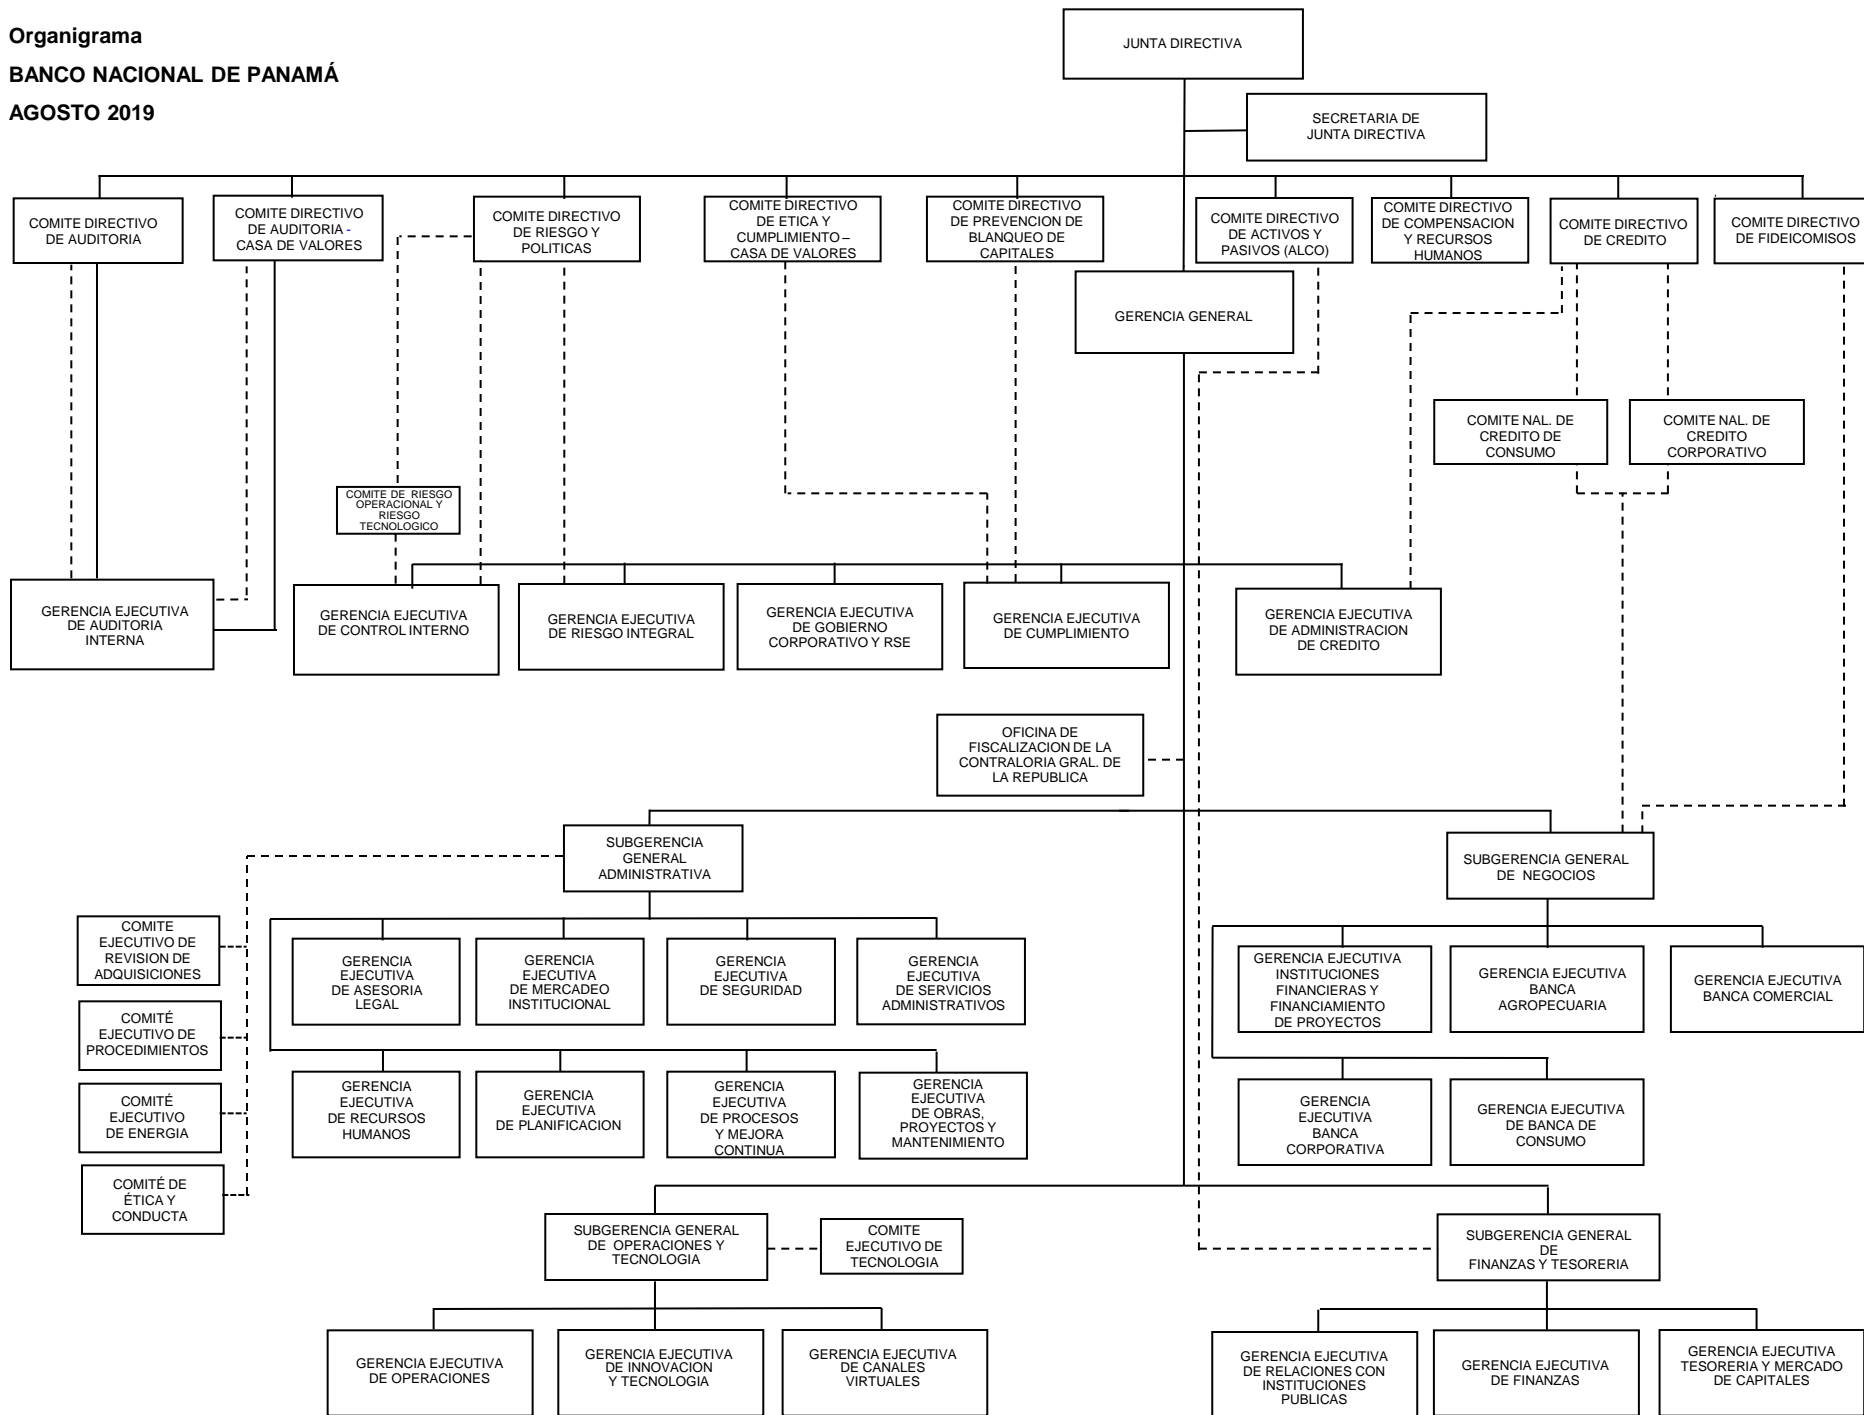 Organigrama
BANCO NACIONAL DE PANAMÁ
AGOSTO 2019
JUNTA DIRECTIVA
SECRETARIA DE
JUNTA DIRECTIVA
COMITE DIRECTIVO
DE AUDITORIA
COMITE DIRECTIVO
DE AUDITORIA -
CASA DE VALORES
COMITE DIRECTIVO
DE RIESGO Y
POLITICAS
COMITE DIRECTIVO
DE ETICA Y
CUMPLIMIENTO –
CASA DE VALORES
COMITE DIRECTIVO
DE PREVENCION DE
BLANQUEO DE
CAPITALES
COMITE DIRECTIVO
DE ACTIVOS Y
PASIVOS (ALCO)
COMITE DIRECTIVO
DE COMPENSACION
Y RECURSOS
HUMANOS
COMITE DIRECTIVO
DE CREDITO
COMITE DIRECTIVO
DE FIDEICOMISOS
GERENCIA GENERAL
COMITE NAL. DE
CREDITO DE
CONSUMO
COMITE NAL. DE
CREDITO
CORPORATIVO
COMITE DE RIESGO
OPERACIONAL Y
RIESGO
TECNOLOGICO
GERENCIA EJECUTIVA
DE AUDITORIA
INTERNA
GERENCIA EJECUTIVA
DE CONTROL INTERNO
GERENCIA EJECUTIVA
DE RIESGO INTEGRAL
GERENCIA EJECUTIVA
DE GOBIERNO
CORPORATIVO Y RSE
GERENCIA EJECUTIVA
DE CUMPLIMIENTO
GERENCIA EJECUTIVA
DE ADMINISTRACION
DE CREDITO
OFICINA DE
FISCALIZACION DE LA
CONTRALORIA GRAL. DE
LA REPUBLICA
SUBGERENCIA
GENERAL
ADMINISTRATIVA
SUBGERENCIA GENERAL
DE NEGOCIOS
COMITE
EJECUTIVO DE
REVISION DE
ADQUISICIONES
GERENCIA
EJECUTIVA
DE ASESORIA
LEGAL
GERENCIA
EJECUTIVA
DE MERCADEO
INSTITUCIONAL
GERENCIA
EJECUTIVA
DE SEGURIDAD
GERENCIA
EJECUTIVA
DE SERVICIOS
ADMINISTRATIVOS
GERENCIA EJECUTIVA
INSTITUCIONES
FINANCIERAS Y
FINANCIAMIENTO
DE PROYECTOS
GERENCIA EJECUTIVA
BANCA
AGROPECUARIA
GERENCIA EJECUTIVA
BANCA COMERCIAL
COMITÉ
EJECUTIVO DE
PROCEDIMIENTOS
COMITÉ
EJECUTIVO
DE ENERGIA
GERENCIA
EJECUTIVA
DE RECURSOS
HUMANOS
GERENCIA
EJECUTIVA
DE PLANIFICACION
GERENCIA
EJECUTIVA
DE PROCESOS
Y MEJORA
CONTINUA
GERENCIA
EJECUTIVA
DE OBRAS,
PROYECTOS Y
MANTENIMIENTO
GERENCIA
EJECUTIVA
BANCA
CORPORATIVA
GERENCIA EJECUTIVA
DE BANCA DE
CONSUMO
COMITÉ DE
ÉTICA Y
CONDUCTA
SUBGERENCIA GENERAL
DE OPERACIONES Y
TECNOLOGIA
COMITE
EJECUTIVO DE
TECNOLOGIA
SUBGERENCIA GENERAL
DE
FINANZAS Y TESORERIA
GERENCIA EJECUTIVA
DE OPERACIONES
GERENCIA EJECUTIVA
DE INNOVACION
Y TECNOLOGIA
GERENCIA EJECUTIVA
DE CANALES
VIRTUALES
GERENCIA EJECUTIVA
DE RELACIONES CON
INSTITUCIONES
PUBLICAS
GERENCIA EJECUTIVA
DE FINANZAS
GERENCIA EJECUTIVA
TESORERIA Y MERCADO
DE CAPITALES